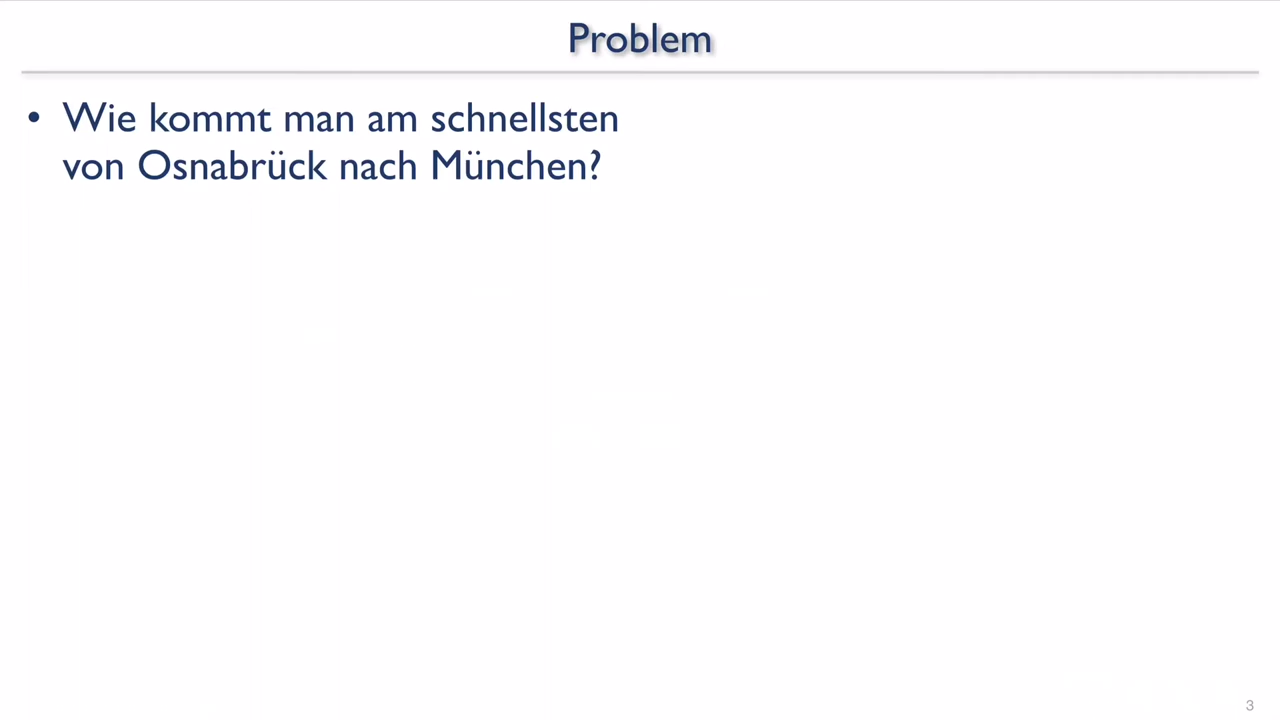 Problem
• Wie kommt man am schnellsten
von Osnabrück nach München?
3